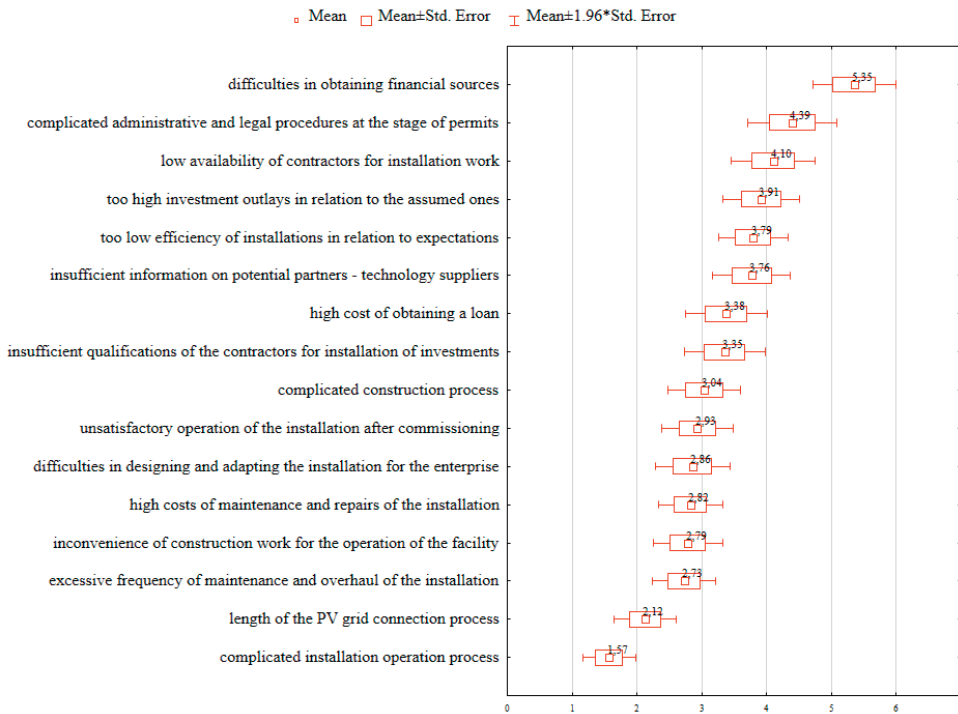 Mean Mean±Std. Error Mean±1.96*Std. Error
difficulties in obtaining financial sources 5,35
complicated administrative and legal procedures at the stage of permits 4,39
low availability of contractors for installation work 4,10
too high investment outlays in relation to the assumed ones 3,91
too low efficiency of installations in relation to expectations 3,79
insufficient information on potential partners - technology suppliers 3,76
high cost of obtaining a loan 3,38
insufficient qualifications of the contractors for installation of investments 3,35
complicated construction process 3,04
unsatisfactory operation of the installation after commissioning 2,93
difficulties in designing and adapting the installation for the enterprise 2,86
high costs of maintenance and repairs of the installation 2,82
inconvenience of construction work for the operation of the facility 2,79
excessive frequency of maintenance and overhaul of the installation 2,73
length of the PV grid connection process 2,12
complicated installation operation process 1,57
0 1 2 3 4 5 6